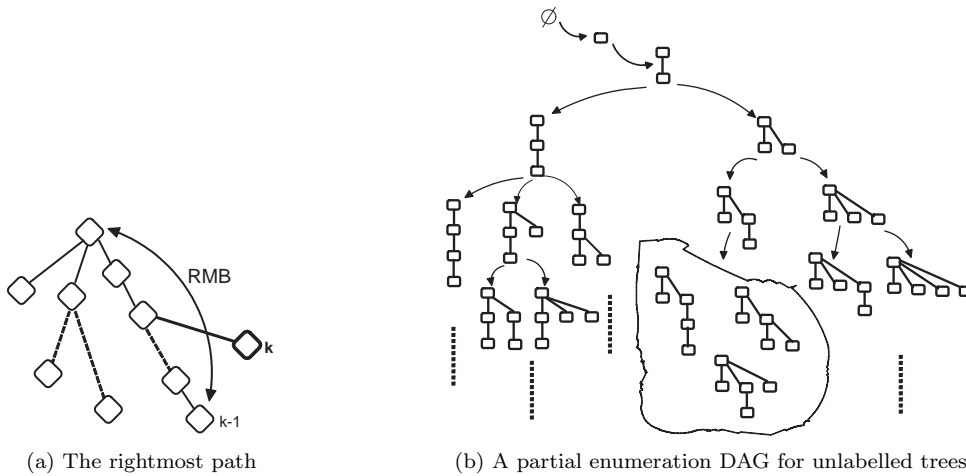 ∅
RMB
k
k-1
(a) The rightmost path
(b) A partial enumeration DAG for unlabelled trees